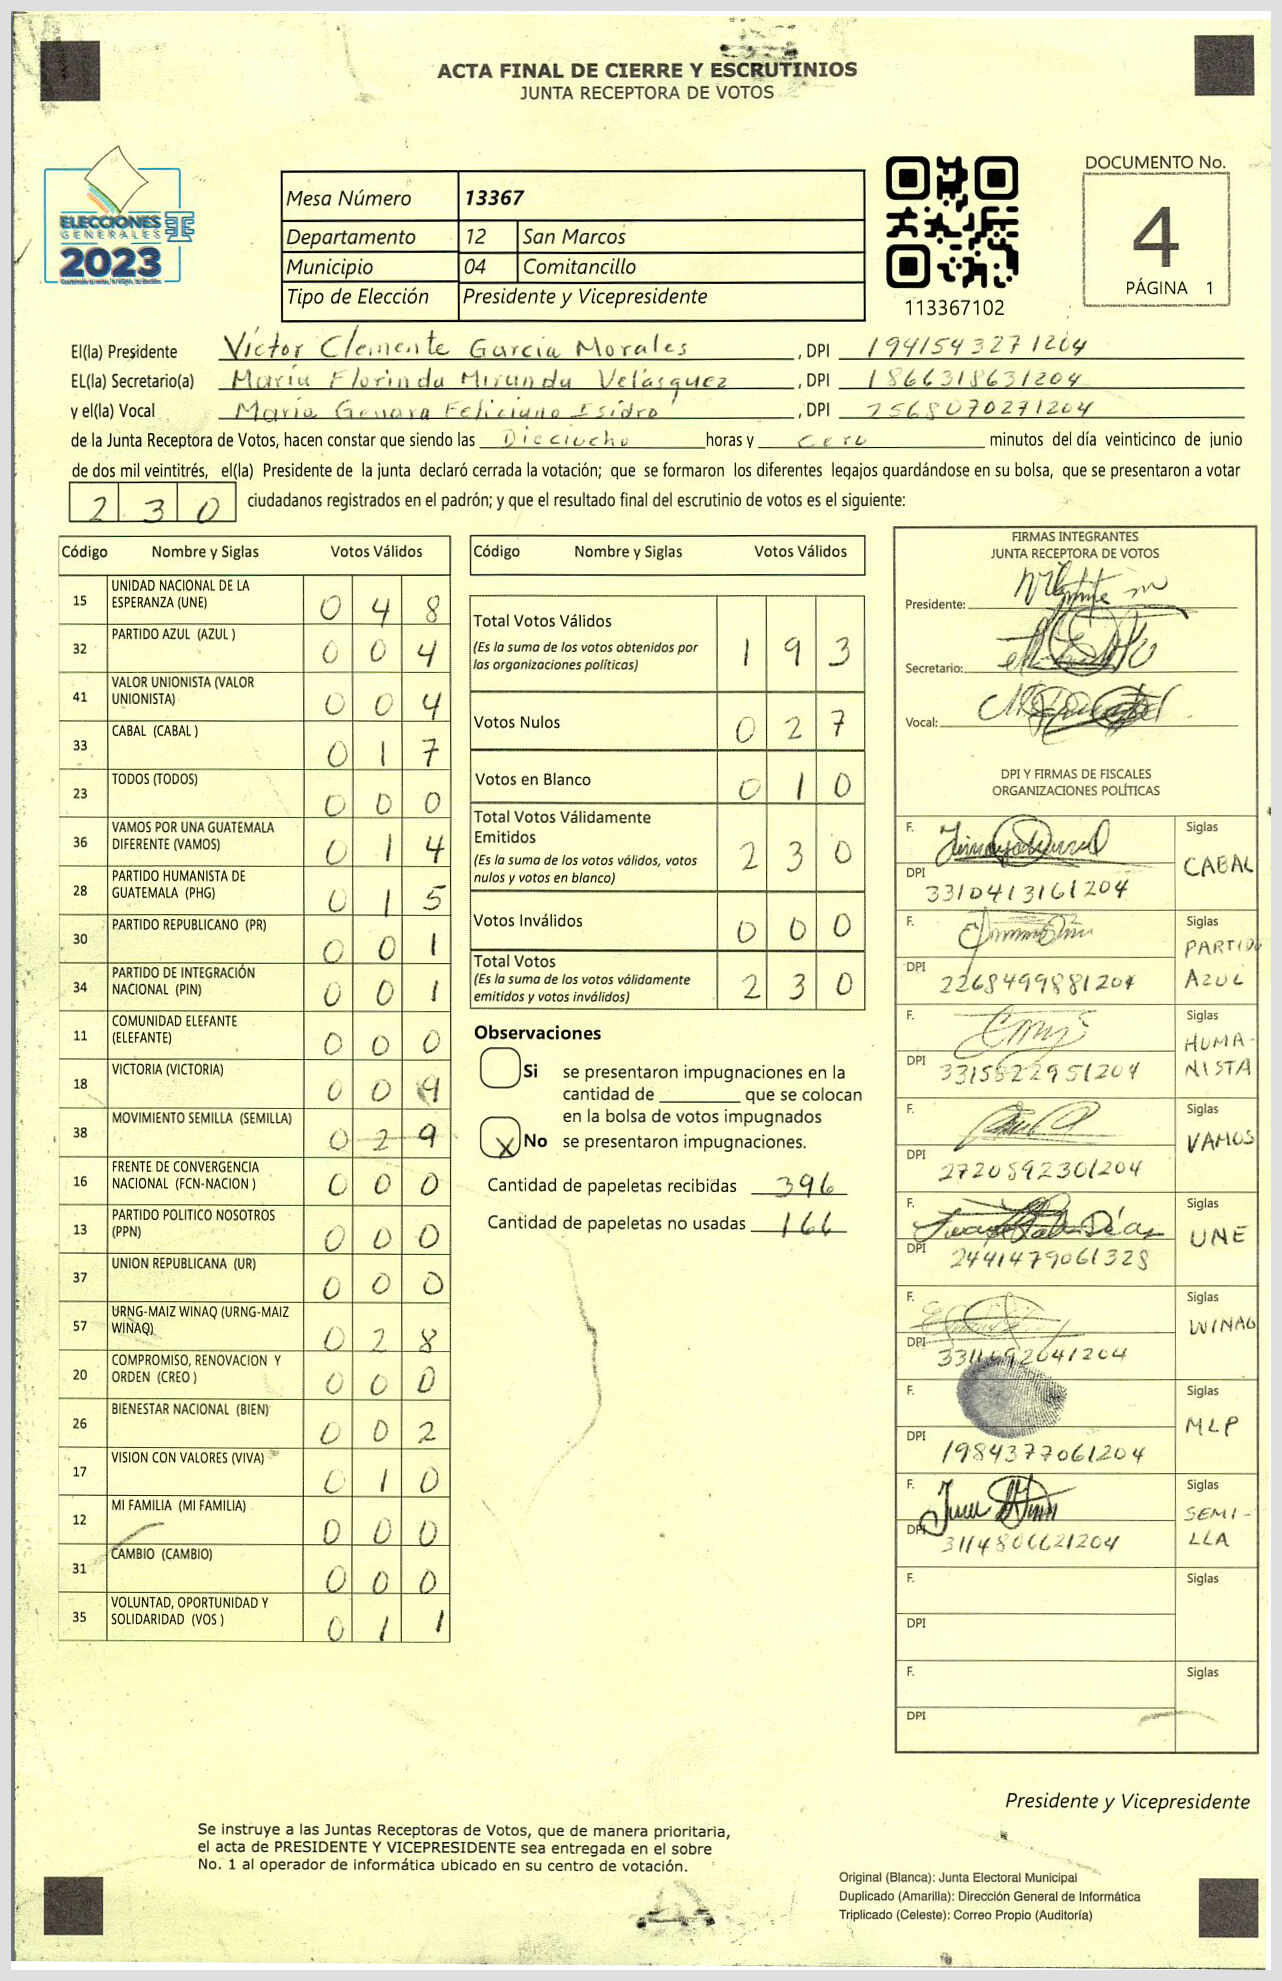 ACTA FINAL DE CIERRE Y ESCRUTINIOS
JUNTA RECEPTORA DE VOTOS
ELECCIONES
GENERALES
2023
Mesa Número 13367
Departamento 12 San Marcos
Municipio 04 Comitancillo
Tipo de Elección Presidente y Vicepresidente
113367102
DOCUMENTO No.
4
PÁGINA 1
El(la) Presidente Víctor Clemente García Morales , DPI 1941543271204
EL(la) Secretario(a) María Florinda Miranda Velásquez , DPI 1866318631204
y el(la) Vocal María Genara Feliciano Isidro , DPI 2568070271204
de la Junta Receptora de Votos, hacen constar que siendo las Dieciocho horas y cero minutos del día veinticinco de junio
de dos mil veintitrés, el(la) Presidente de la junta declaró cerrada la votación; que se formaron los diferentes legajos guardándose en su bolsa, que se presentaron a votar
230 ciudadanos registrados en el padrón; y que el resultado final del escrutinio de votos es el siguiente:
Código Nombre y Siglas Votos Válidos
15 UNIDAD NACIONAL DE LA ESPERANZA (UNE) 0 4 8
32 PARTIDO AZUL (AZUL ) 0 0 4
41 VALOR UNIONISTA (VALOR UNIONISTA) 0 0 4
33 CABAL (CABAL ) 0 1 7
23 TODOS (TODOS) 0 0 0
36 VAMOS POR UNA GUATEMALA DIFERENTE (VAMOS) 0 1 4
28 PARTIDO HUMANISTA DE GUATEMALA (PHG) 0 1 5
30 PARTIDO REPUBLICANO (PR) 0 0 1
34 PARTIDO DE INTEGRACIÓN NACIONAL (PIN) 0 0 1
11 COMUNIDAD ELEFANTE (ELEFANTE) 0 0 0
18 VICTORIA (VICTORIA) 0 0 9
38 MOVIMIENTO SEMILLA (SEMILLA) 0 2 9
16 FRENTE DE CONVERGENCIA NACIONAL (FCN-NACION ) 0 0 0
13 PARTIDO POLITICO NOSOTROS (PPN) 0 0 0
37 UNION REPUBLICANA (UR) 0 0 0
57 URNG-MAIZ WINAQ (URNG-MAIZ WINAQ) 0 2 8
20 COMPROMISO, RENOVACION Y ORDEN (CREO ) 0 0 0
26 BIENESTAR NACIONAL (BIEN) 0 0 2
17 VISION CON VALORES (VIVA) 0 1 0
12 MI FAMILIA (MI FAMILIA) 0 0 0
31 CAMBIO (CAMBIO) 0 0 0
35 VOLUNTAD, OPORTUNIDAD Y SOLIDARIDAD (VOS ) 0 1 1
Código Nombre y Siglas Votos Válidos
Total Votos Válidos 1 9 3
(Es la suma de los votos obtenidos por
las organizaciones políticas)
Votos Nulos 0 2 7
Votos en Blanco 0 1 0
Total Votos Válidamente
Emitidos 2 3 0
(Es la suma de los votos válidos, votos
nulos y votos en blanco)
Votos Inválidos 0 0 0
Total Votos
(Es la suma de los votos válidamente
emitidos y votos inválidos) 2 3 0
Observaciones
Si se presentaron impugnaciones en la
cantidad de ________ que se colocan
en la bolsa de votos impugnados
X No se presentaron impugnaciones.
Cantidad de papeletas recibidas 396
Cantidad de papeletas no usadas 166
FIRMAS INTEGRANTES
JUNTA RECEPTORA DE VOTOS
Presidente:
Secretario:
Vocal:
DPI Y FIRMAS DE FISCALES
ORGANIZACIONES POLÍTICAS
F. Siglas
CABAL
DPI 3310413161204
F. Siglas
PARTIDO
AZUL
DPI 2268499881204
F. Siglas
HUMA-
NISTA
DPI 3315822951204
F. Siglas
VAMOS
DPI 2720592301204
F. Siglas
UNE
DPI 2441479061328
F. Siglas
WINAQ
DPI 3311692641204
F. Siglas
MLP
DPI 1984377061204
F. Siglas
SEMI-
LLA
DPI 3114806621204
F. Siglas
DPI
F. Siglas
DPI
Presidente y Vicepresidente
Se instruye a las Juntas Receptoras de Votos, que de manera prioritaria,
el acta de PRESIDENTE Y VICEPRESIDENTE sea entregada en el sobre
No. 1 al operador de informática ubicado en su centro de votación.
Original (Blanca): Junta Electoral Municipal
Duplicado (Amarilla): Dirección General de Informática
Triplicado (Celeste): Correo Propio (Auditoría)